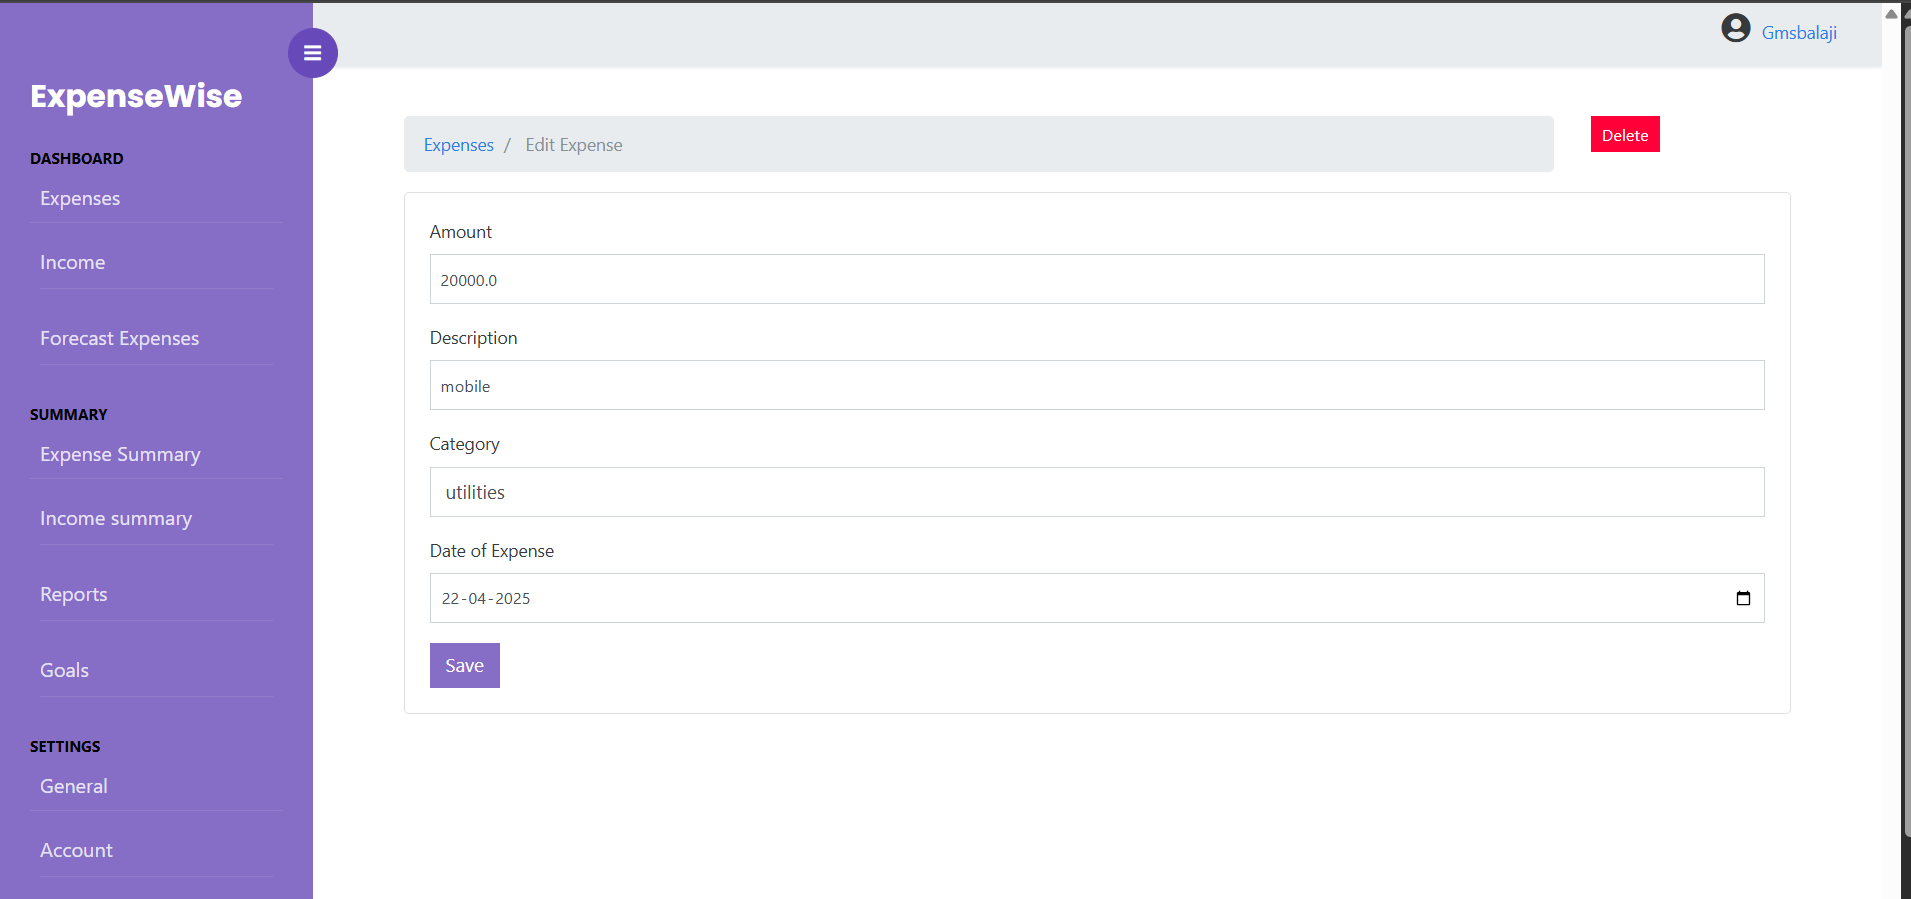 Gmsbalaji
ExpenseWise
DASHBOARD
Expenses
Income
Forecast Expenses
SUMMARY
Expense Summary
Income summary
Reports
Goals
SETTINGS
General
Account
Expenses / Edit Expense
Delete
Amount
20000.0
Description
mobile
Category
utilities
Date of Expense
22-04-2025
Save